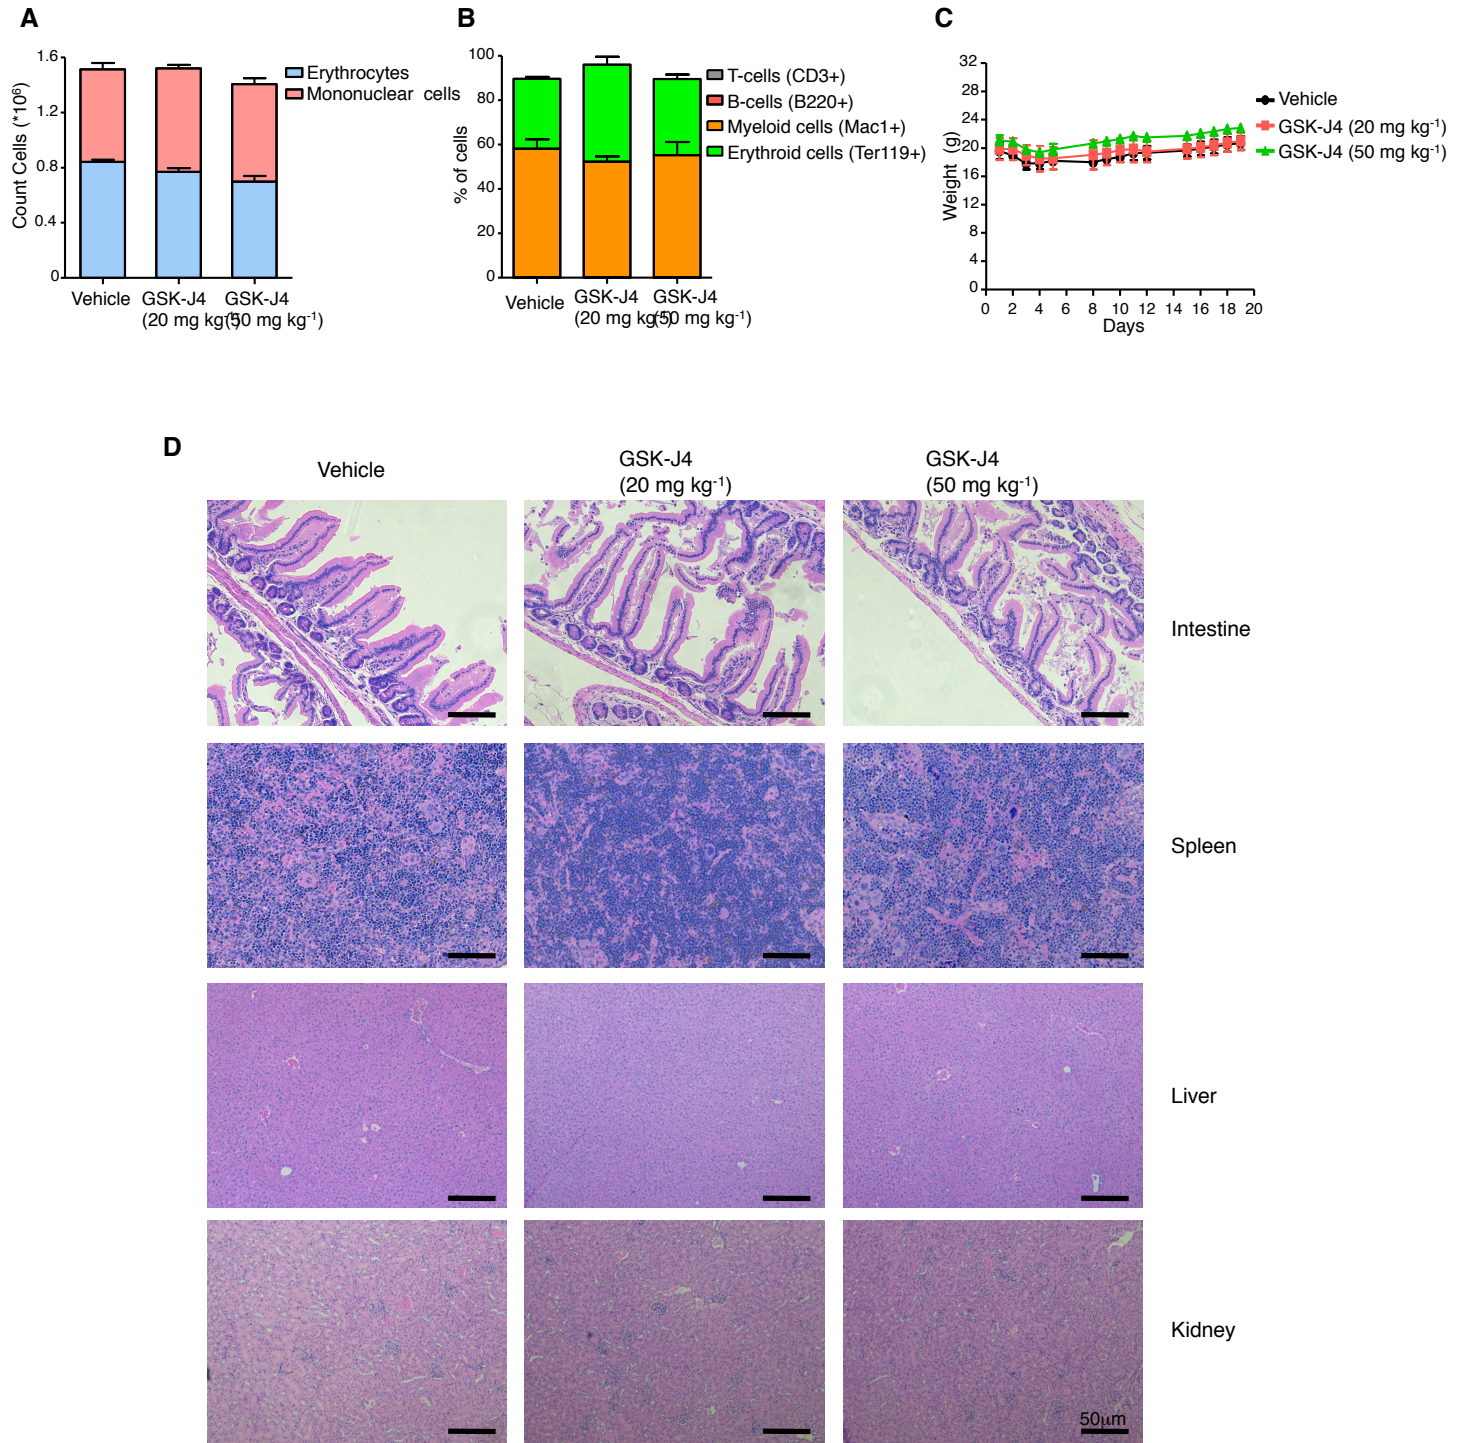 A
1.6
1.2
0.8
0.4
0
Count Cells (*10⁶)
Erythrocytes
Mononuclear cells
Vehicle
GSK-J4
(20 mg kg⁻¹)
GSK-J4
(50 mg kg⁻¹)
B
100
80
60
40
20
0
% of cells
T-cells (CD3+)
B-cells (B220+)
Myeloid cells (Mac1+)
Erythroid cells (Ter119+)
Vehicle
GSK-J4
(20 mg kg⁻¹)
GSK-J4
(50 mg kg⁻¹)
C
32
28
24
20
16
12
8
4
0
Weight (g)
0 2 4 6 8 10 12 14 16 18 20
Days
Vehicle
GSK-J4 (20 mg kg⁻¹)
GSK-J4 (50 mg kg⁻¹)
D
Vehicle
GSK-J4
(20 mg kg⁻¹)
GSK-J4
(50 mg kg⁻¹)
Intestine
Spleen
Liver
Kidney
50μm